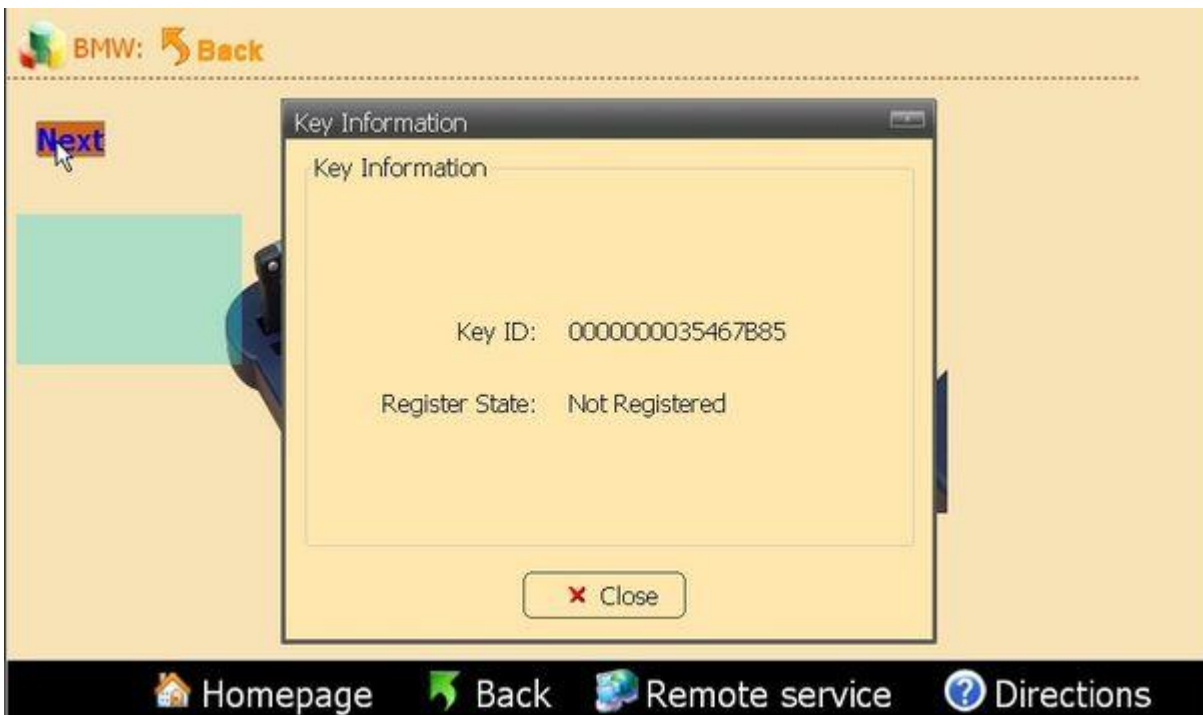 BMW: Back
Next
Key Information
Key Information
Key ID: 0000000035467B85
Register State: Not Registered
Close
Homepage Back Remote service Directions